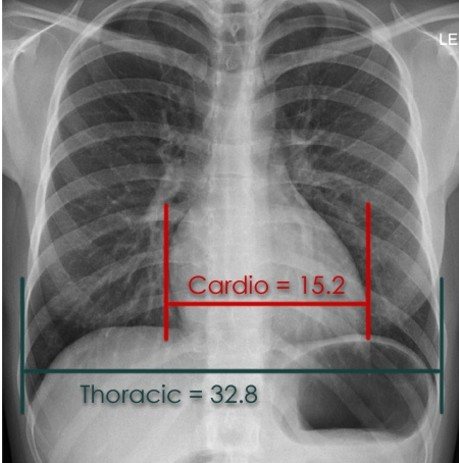 LE
Cardio = 15.2
Thoracic = 32.8